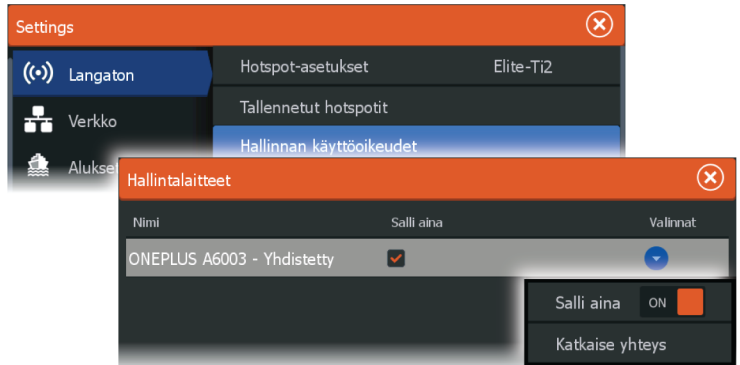 Settings
Langaton
Hotspot-asetukset Elite-Ti2
Verkko
Tallennetut hotspotit
Hallinnan käyttöoikeudet
Hallintalaitteet
Nimi Salli aina Valinnat
ONEPLUS A6003 - Yhdistetty
Salli aina ON
Katkaise yhteys